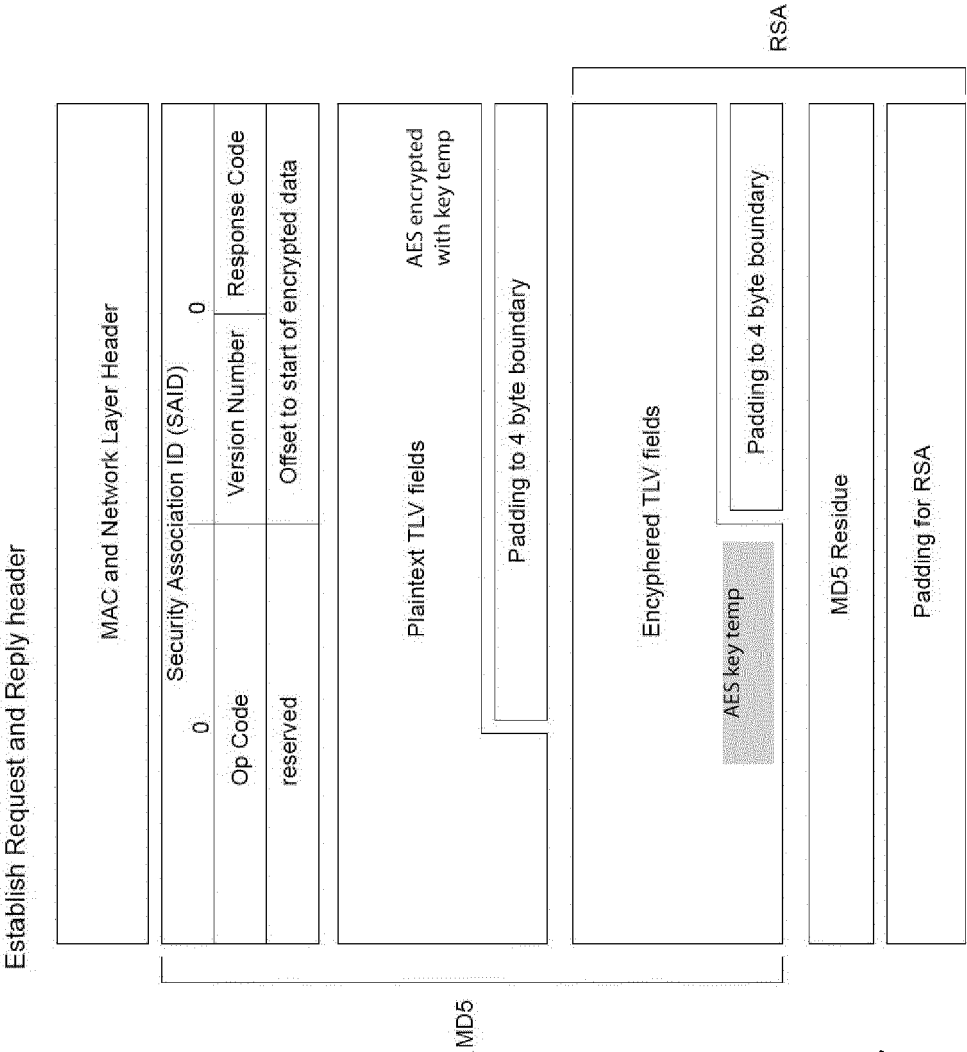 Establish Request and Reply header
MAC and Network Layer Header
Security Association ID (SAID)
0
0
Op Code
Version Number
Response Code
reserved
Offset to start of encrypted data
Plaintext TLV fields
AES encrypted
with key temp
Padding to 4 byte boundary
Encyphered TLV fields
AES key temp
Padding to 4 byte boundary
MD5 Residue
Padding for RSA
MD5
RSA